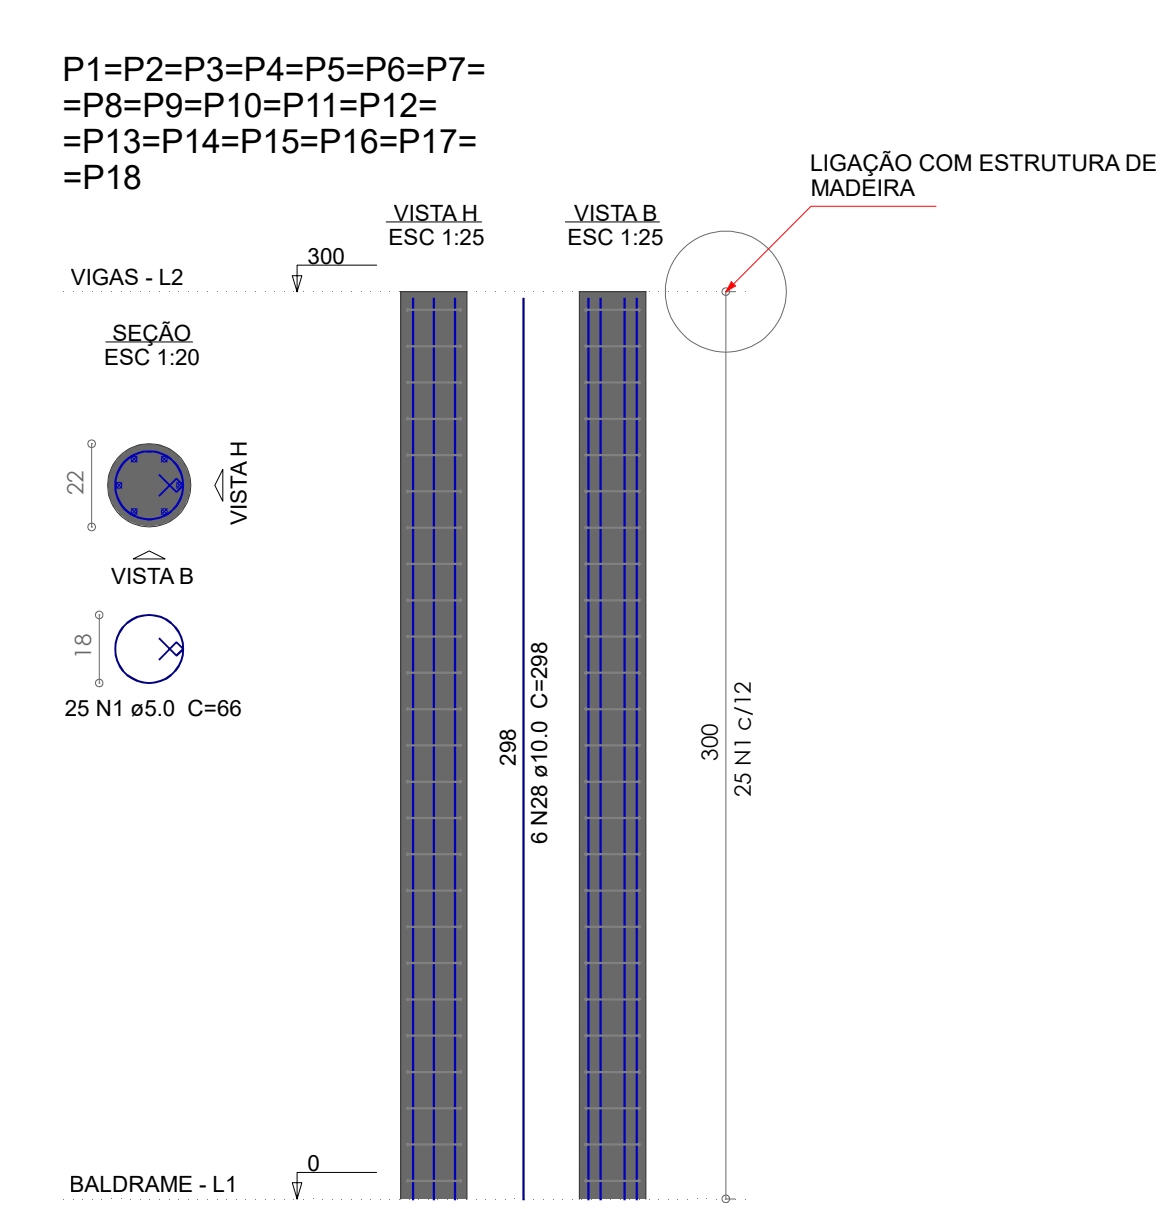 P1=P2=P3=P4=P5=P6=P7=
=P8=P9=P10=P11=P12=
=P13=P14=P15=P16=P17=
=P18
LIGAÇÃO COM ESTRUTURA DE
MADEIRA
VISTA H
ESC 1:25
VISTA B
ESC 1:25
300
VIGAS - L2
SEÇÃO
ESC 1:20
22
VISTA H
VISTA B
18
25 N1 ø5.0 C=66
298
6 N28 ø10.0 C=298
300
25 N1 c/12
0
BALDRAME - L1